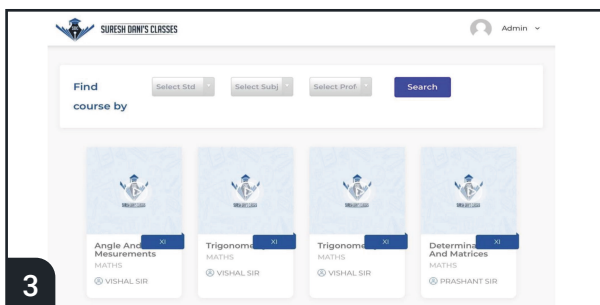 SURESH DANI'S CLASSES
Admin
Find
course by
Select Std
Select Subj
Select Prof
Search
XI
Angle And
Mesurements
MATHS
VISHAL SIR
XI
Trigonome
MATHS
VISHAL SIR
XI
Trigonome
MATHS
VISHAL SIR
XI
Determina
And Matrices
MATHS
PRASHANT SIR
3